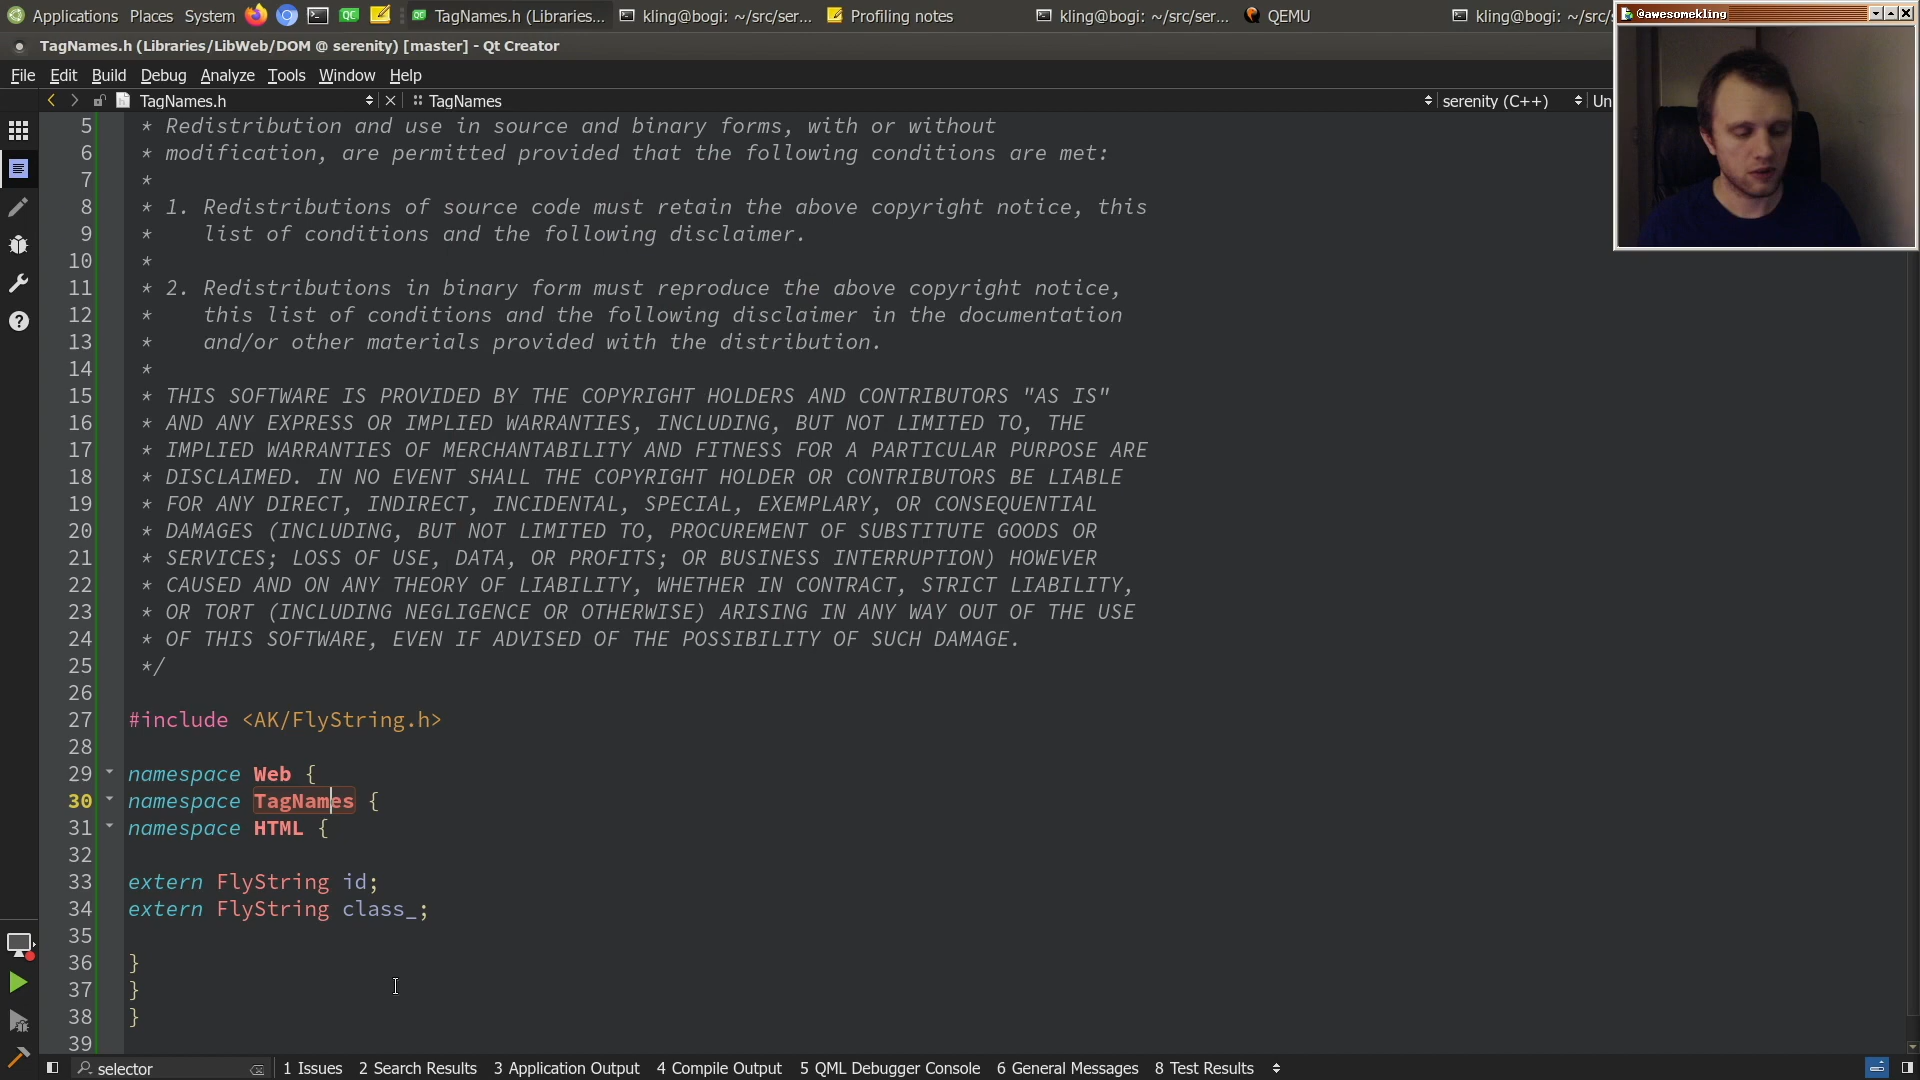 Applications Places System TagNames.h (Libraries... kling@bogi: ~/src/ser... Profiling notes kling@bogi: ~/src/ser... QEMU kling@bogi: ~/src/
@awesomekling
TagNames.h (Libraries/LibWeb/DOM @ serenity) [master] - Qt Creator
File Edit Build Debug Analyze Tools Window Help
TagNames.h TagNames serenity (C++) Un
5 * Redistribution and use in source and binary forms, with or without
6 * modification, are permitted provided that the following conditions are met:
7 *
8 * 1. Redistributions of source code must retain the above copyright notice, this
9 *    list of conditions and the following disclaimer.
10 *
11 * 2. Redistributions in binary form must reproduce the above copyright notice,
12 *    this list of conditions and the following disclaimer in the documentation
13 *    and/or other materials provided with the distribution.
14 *
15 * THIS SOFTWARE IS PROVIDED BY THE COPYRIGHT HOLDERS AND CONTRIBUTORS "AS IS"
16 * AND ANY EXPRESS OR IMPLIED WARRANTIES, INCLUDING, BUT NOT LIMITED TO, THE
17 * IMPLIED WARRANTIES OF MERCHANTABILITY AND FITNESS FOR A PARTICULAR PURPOSE ARE
18 * DISCLAIMED. IN NO EVENT SHALL THE COPYRIGHT HOLDER OR CONTRIBUTORS BE LIABLE
19 * FOR ANY DIRECT, INDIRECT, INCIDENTAL, SPECIAL, EXEMPLARY, OR CONSEQUENTIAL
20 * DAMAGES (INCLUDING, BUT NOT LIMITED TO, PROCUREMENT OF SUBSTITUTE GOODS OR
21 * SERVICES; LOSS OF USE, DATA, OR PROFITS; OR BUSINESS INTERRUPTION) HOWEVER
22 * CAUSED AND ON ANY THEORY OF LIABILITY, WHETHER IN CONTRACT, STRICT LIABILITY,
23 * OR TORT (INCLUDING NEGLIGENCE OR OTHERWISE) ARISING IN ANY WAY OUT OF THE USE
24 * OF THIS SOFTWARE, EVEN IF ADVISED OF THE POSSIBILITY OF SUCH DAMAGE.
25 */
26
27 #include <AK/FlyString.h>
28
29 namespace Web {
30 namespace TagNames {
31 namespace HTML {
32
33 extern FlyString id;
34 extern FlyString class_;
35
36 }
37 }
38 }
39
selector 1 Issues 2 Search Results 3 Application Output 4 Compile Output 5 QML Debugger Console 6 General Messages 8 Test Results